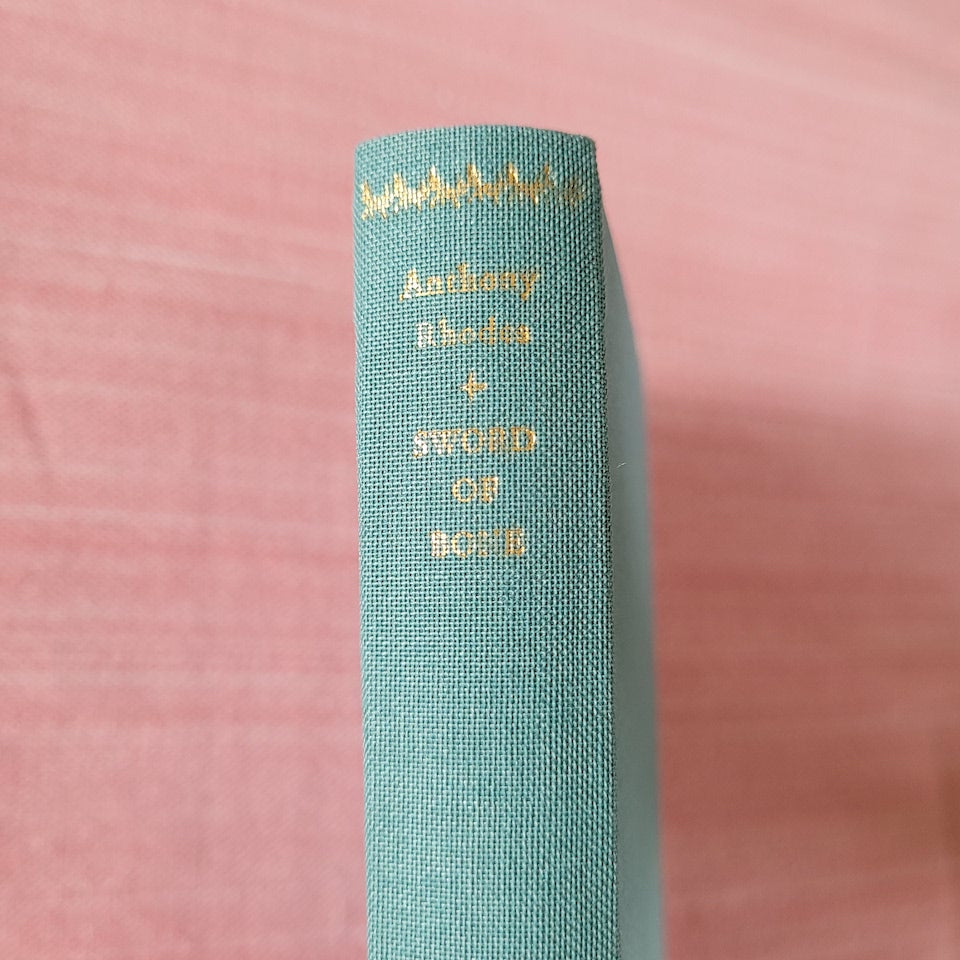 Anthony
Rhodes
+
SWORD
OF
BONE